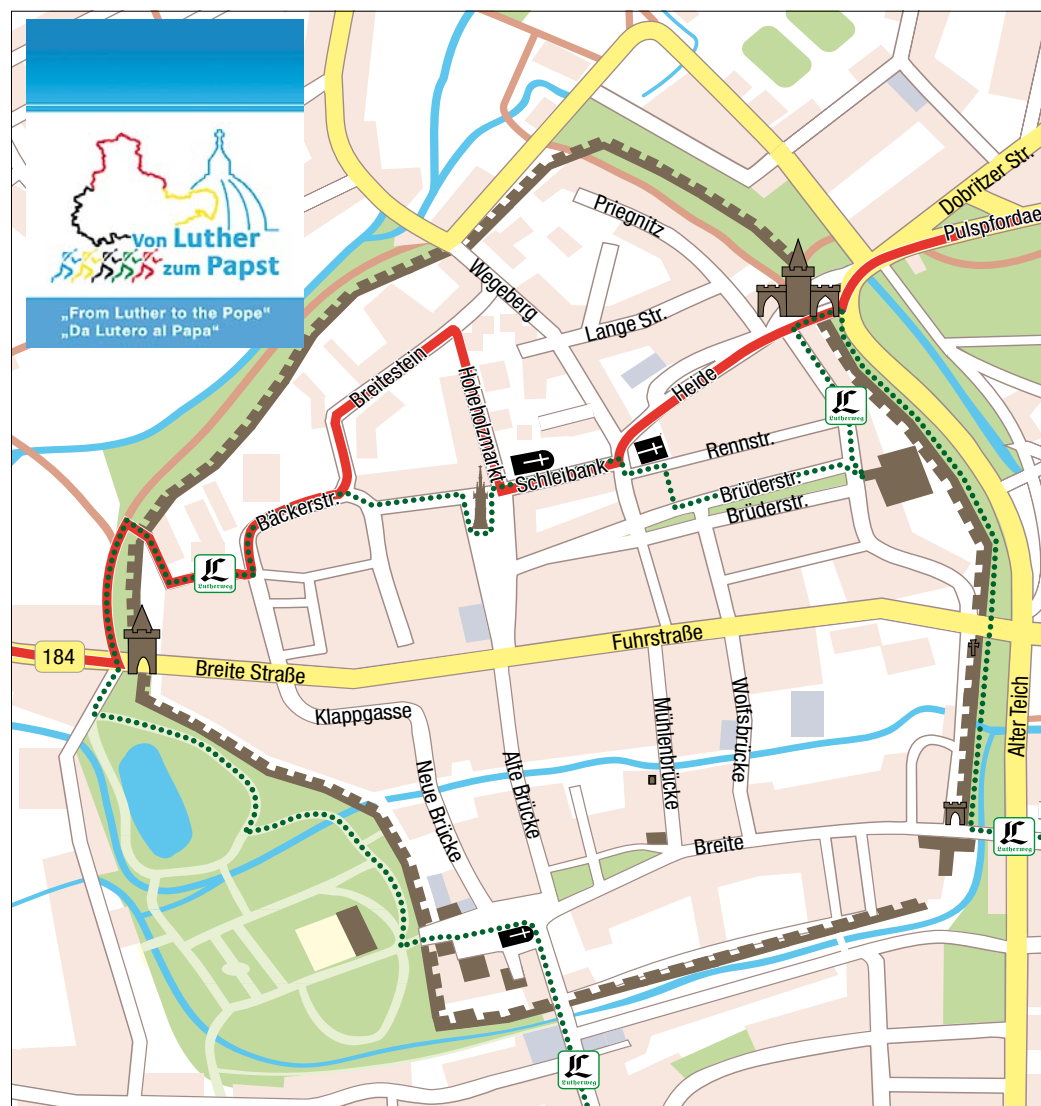 Von Luther
zum Papst
„From Luther to the Pope“
„Da Lutero al Papa“
Priegnitz
Dobritzer Str.
Pulspfordae
Wegeberg
Lange Str.
Breitestein
Hoheholzmarkt
Heide
L
Lutherweg
Rennstr.
Schleibank
Brüderstr.
Brüderstr.
Bäckerstr.
L
Lutherweg
184
Breite Straße
Fuhrstraße
Klappgasse
Neue Brücke
Alte Brücke
Mühlenbrücke
Wolfsbrücke
Alter Teich
Breite
L
Lutherweg
L
Lutherweg